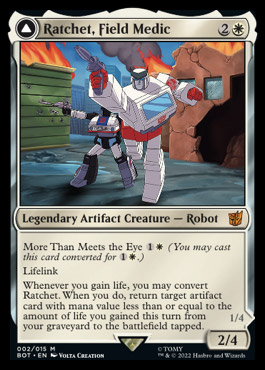 Ratchet, Field Medic 2
Legendary Artifact Creature — Robot
More Than Meets the Eye 1 (You may cast
this card converted for 1.)
Lifelink
Whenever you gain life, you may convert
Ratchet. When you do, return target artifact
card with mana value less than or equal to the
amount of life you gained this turn from
your graveyard to the battlefield tapped.
1/4
2/4
002/015 M
BOT • EN Volta Creation
©TOMY
™ & © 2022 Hasbro and Wizards